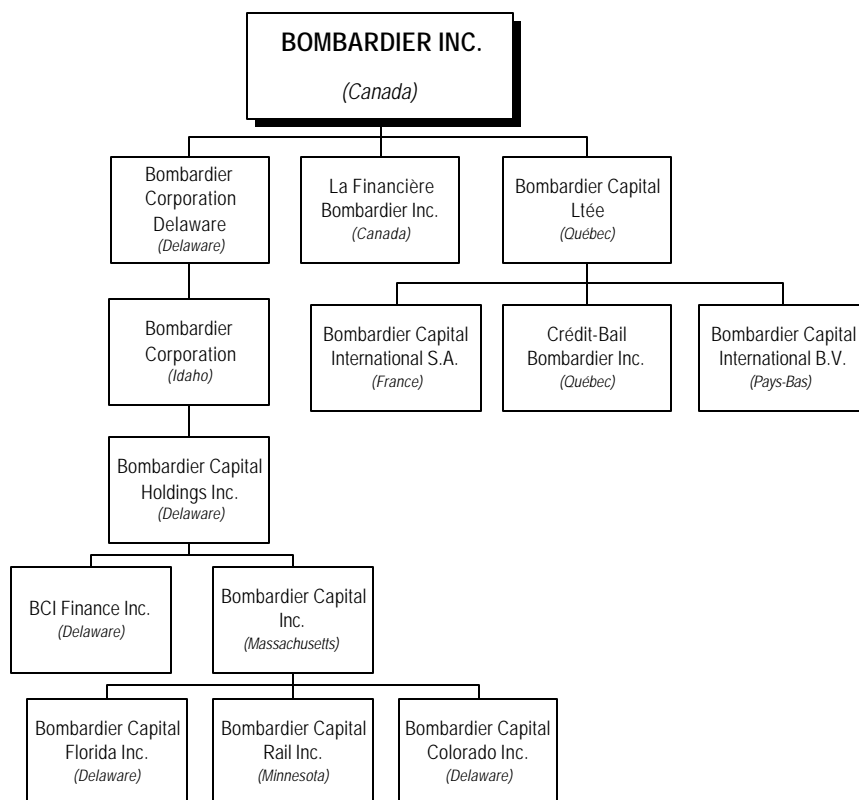 BOMBARDIER INC.
(Canada)
Bombardier
Corporation
Delaware
(Delaware)
La Financière
Bombardier Inc.
(Canada)
Bombardier Capital
Ltée
(Québec)
Bombardier
Corporation
(Idaho)
Bombardier Capital
International S.A.
(France)
Crédit-Bail
Bombardier Inc.
(Québec)
Bombardier Capital
International B.V.
(Pays-Bas)
Bombardier Capital
Holdings Inc.
(Delaware)
BCI Finance Inc.
(Delaware)
Bombardier Capital
Inc.
(Massachusetts)
Bombardier Capital
Florida Inc.
(Delaware)
Bombardier Capital
Rail Inc.
(Minnesota)
Bombardier Capital
Colorado Inc.
(Delaware)